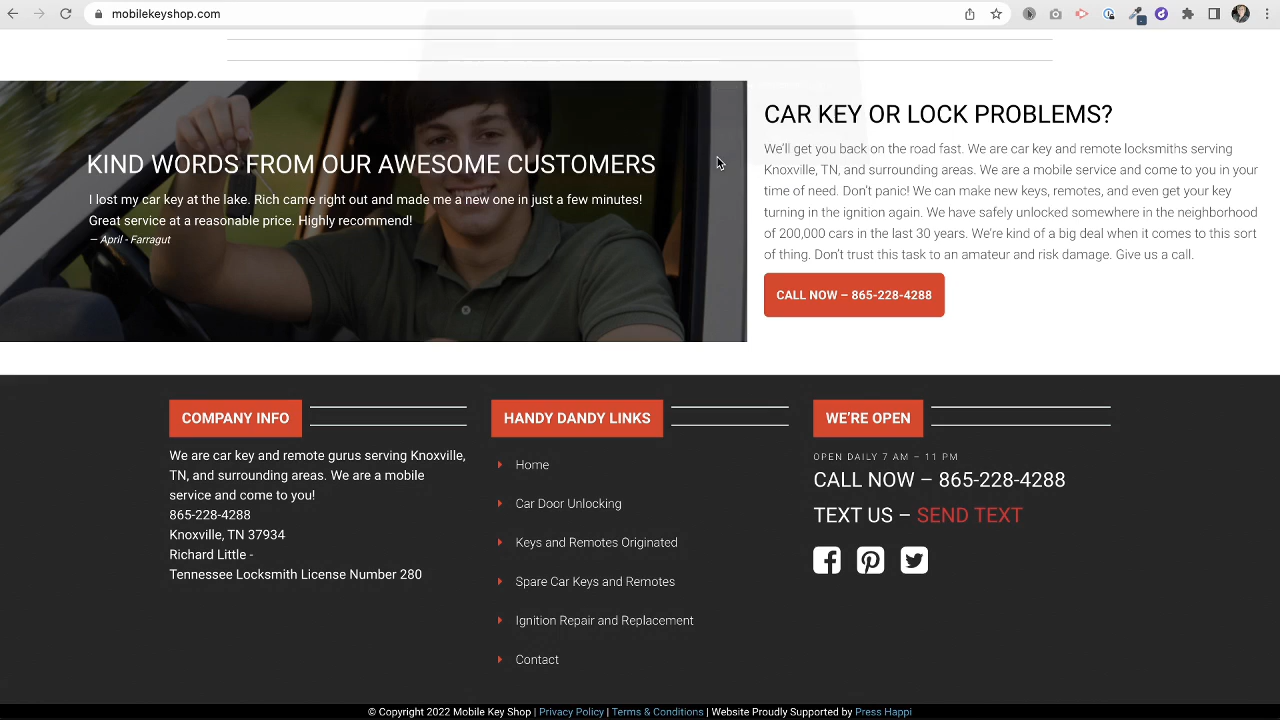 mobilekeyshop.com
KIND WORDS FROM OUR AWESOME CUSTOMERS
I lost my car key at the lake. Rich came right out and made me a new one in just a few minutes!
Great service at a reasonable price. Highly recommend!
— April - Farragut
CAR KEY OR LOCK PROBLEMS?
We'll get you back on the road fast. We are car key and remote locksmiths serving
Knoxville, TN, and surrounding areas. We are a mobile service and come to you in your
time of need. Don't panic! We can make new keys, remotes, and even get your key
turning in the ignition again. We have safely unlocked somewhere in the neighborhood
of 200,000 cars in the last 30 years. We're kind of a big deal when it comes to this sort
of thing. Don't trust this task to an amateur and risk damage. Give us a call.
CALL NOW – 865-228-4288
COMPANY INFO
We are car key and remote gurus serving Knoxville,
TN, and surrounding areas. We are a mobile
service and come to you!
865-228-4288
Knoxville, TN 37934
Richard Little -
Tennessee Locksmith License Number 280
HANDY DANDY LINKS
Home
Car Door Unlocking
Keys and Remotes Originated
Spare Car Keys and Remotes
Ignition Repair and Replacement
Contact
WE'RE OPEN
OPEN DAILY 7 AM – 11 PM
CALL NOW – 865-228-4288
TEXT US – SEND TEXT
© Copyright 2022 Mobile Key Shop | Privacy Policy | Terms & Conditions | Website Proudly Supported by Press Happi